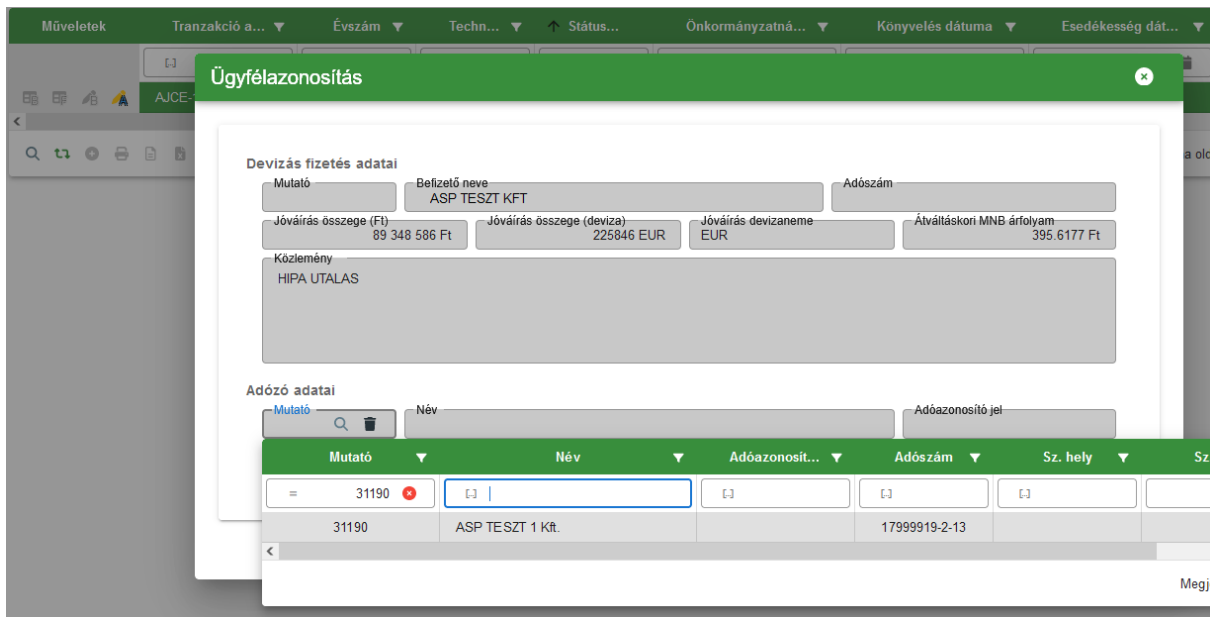 Műveletek Tranzakció a... Évszám Techn... Státus... Önkormányzatná... Könyvelés dátuma Esedékesség dát...
[..]
Ügyfélazonosítás
AJCE-
a old
Devizás fizetés adatai
Mutató Befizető neve Adószám
ASP TESZT KFT
Jóváírás összege (Ft) Jóváírás összege (deviza) Jóváírás devizaneme Átváltáskori MNB árfolyam
89 348 586 Ft 225846 EUR EUR 395.6177 Ft
Közlemény
HIPA UTALAS
Adózó adatai
Mutató Név Adóazonosító jel
Mutató Név Adóazonosít... Adószám Sz. hely Sz.
= 31190 [..] [..] [..] [..]
31190 ASP TESZT 1 Kft. 17999919-2-13
Megj